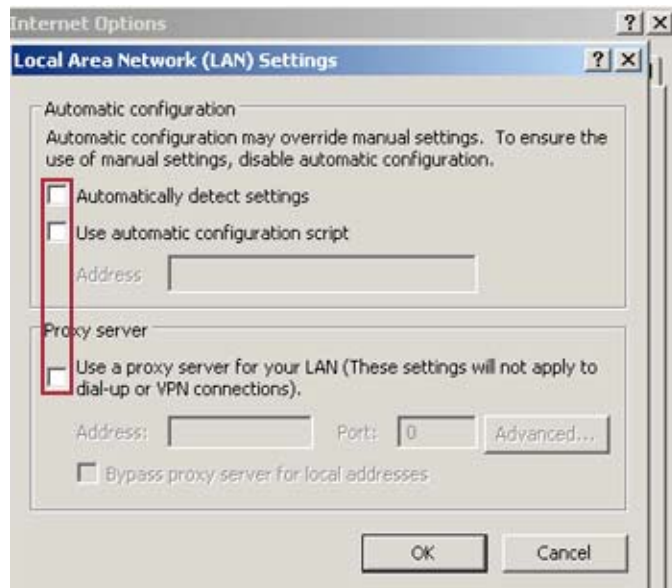 Internet Options
Local Area Network (LAN) Settings
Automatic configuration
Automatic configuration may override manual settings. To ensure the
use of manual settings, disable automatic configuration.
Automatically detect settings
Use automatic configuration script
Address
Proxy server
Use a proxy server for your LAN (These settings will not apply to
dial-up or VPN connections).
Address: Port: 0 Advanced...
Bypass proxy server for local addresses
OK Cancel